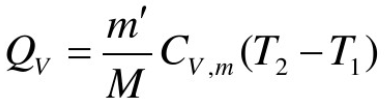 Q_V = \frac{m'}{M} C_{V,m}(T_2 - T_1)